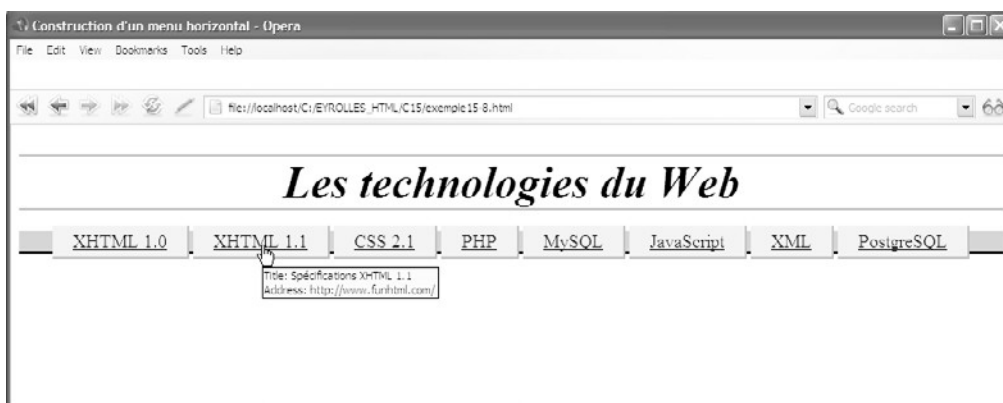 Construction d'un menu horizontal - Opera
File Edit View Bookmarks Tools Help
file://localhost/C:/EYROLLES_HTML/C15/exemple15-8.html Google search
Les technologies du Web
XHTML 1.0 XHTML 1.1 CSS 2.1 PHP MySQL JavaScript XML PostgreSQL
Title: Spécifications XHTML 1.1
Address: http://www.funhtml.com/